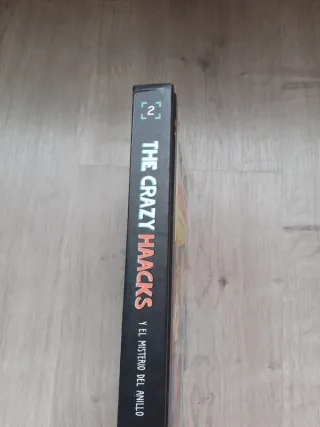 2
THE CRAZY HAACKS
Y EL MISTERIO DEL ANILLO